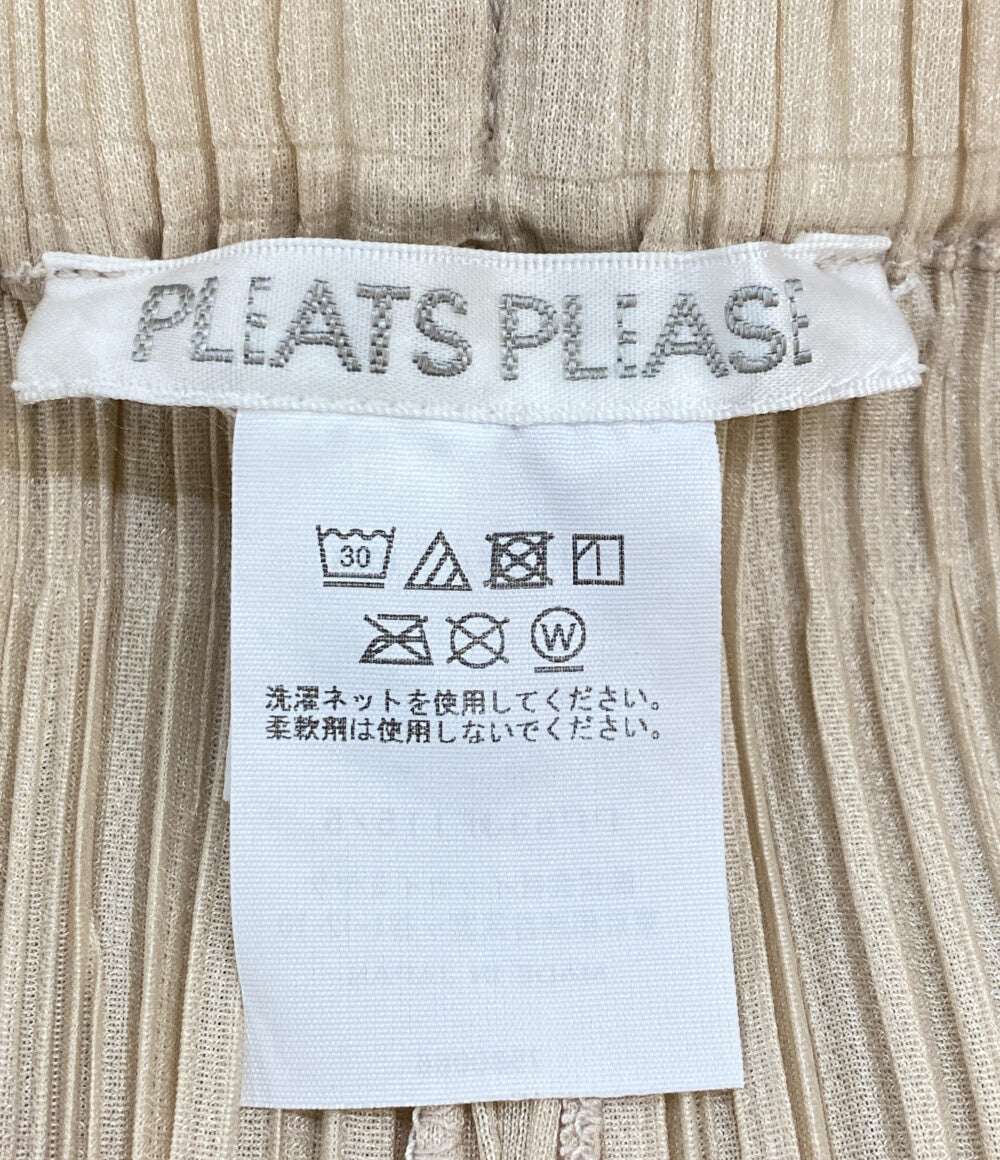 PLEATS PLEASE
30
W
洗濯ネットを使用してください。
柔軟剤は使用しないでください。